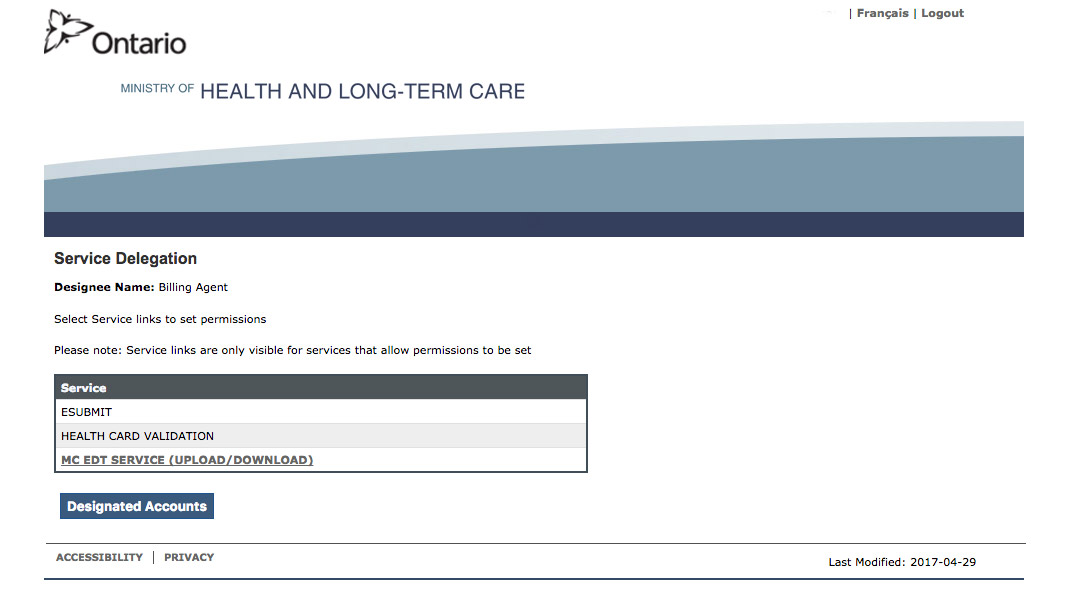 | Français | Logout
Ontario
MINISTRY OF HEALTH AND LONG-TERM CARE
Service Delegation
Designee Name: Billing Agent
Select Service links to set permissions
Please note: Service links are only visible for services that allow permissions to be set
Service
ESUBMIT
HEALTH CARD VALIDATION
MC EDT SERVICE (UPLOAD/DOWNLOAD)
Designated Accounts
ACCESSIBILITY | PRIVACY
Last Modified: 2017-04-29